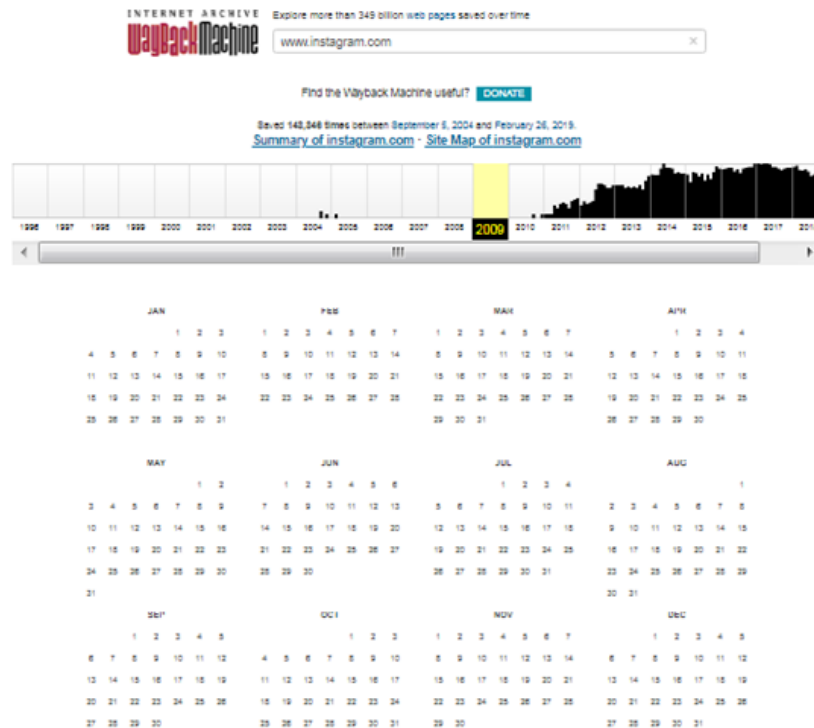 INTERNET ARCHIVE Explore more than 349 billion web pages saved over time
WayBackMachine www.instagram.com ×
Find the Wayback Machine useful? DONATE
Saved times between September 5, 2004 and February 26, 2019.
Summary of instagram.com · Site Map of instagram.com
1996 1997 1998 1999 2000 2001 2002 2003 2004 2005 2006 2007 2008 2009 2010 2011 2012 2013 2014 2015 2016 2017 201
JAN FEB MAR APR
1 2 3 1 2 3 4 5 6 7 1 2 3 4 5 6 7 1 2 3 4
4 5 6 7 8 9 10 8 9 10 11 12 13 14 8 9 10 11 12 13 14 5 6 7 8 9 10 11
11 12 13 14 15 16 17 15 16 17 18 19 20 21 15 16 17 18 19 20 21 12 13 14 15 16 17 18
18 19 20 21 22 23 24 22 23 24 25 26 27 28 22 23 24 25 26 27 28 19 20 21 22 23 24 25
25 26 27 28 29 30 31 29 30 31 26 27 28 29 30
MAY JUN JUL AUG
1 2 1 2 3 4 5 6 1 2 3 4 1
3 4 5 6 7 8 9 7 8 9 10 11 12 13 5 6 7 8 9 10 11 2 3 4 5 6 7 8
10 11 12 13 14 15 16 14 15 16 17 18 19 20 12 13 14 15 16 17 18 9 10 11 12 13 14 15
17 18 19 20 21 22 23 21 22 23 24 25 26 27 19 20 21 22 23 24 25 16 17 18 19 20 21 22
24 25 26 27 28 29 30 28 29 30 26 27 28 29 30 31 23 24 25 26 27 28 29
31 30 31
SEP OCT NOV DEC
1 2 3 4 5 1 2 3 1 2 3 4 5 6 7 1 2 3 4 5
6 7 8 9 10 11 12 4 5 6 7 8 9 10 8 9 10 11 12 13 14 6 7 8 9 10 11 12
13 14 15 16 17 18 19 11 12 13 14 15 16 17 15 16 17 18 19 20 21 13 14 15 16 17 18 19
20 21 22 23 24 25 26 18 19 20 21 22 23 24 22 23 24 25 26 27 28 20 21 22 23 24 25 26
27 28 29 30 25 26 27 28 29 30 31 29 30 27 28 29 30 31